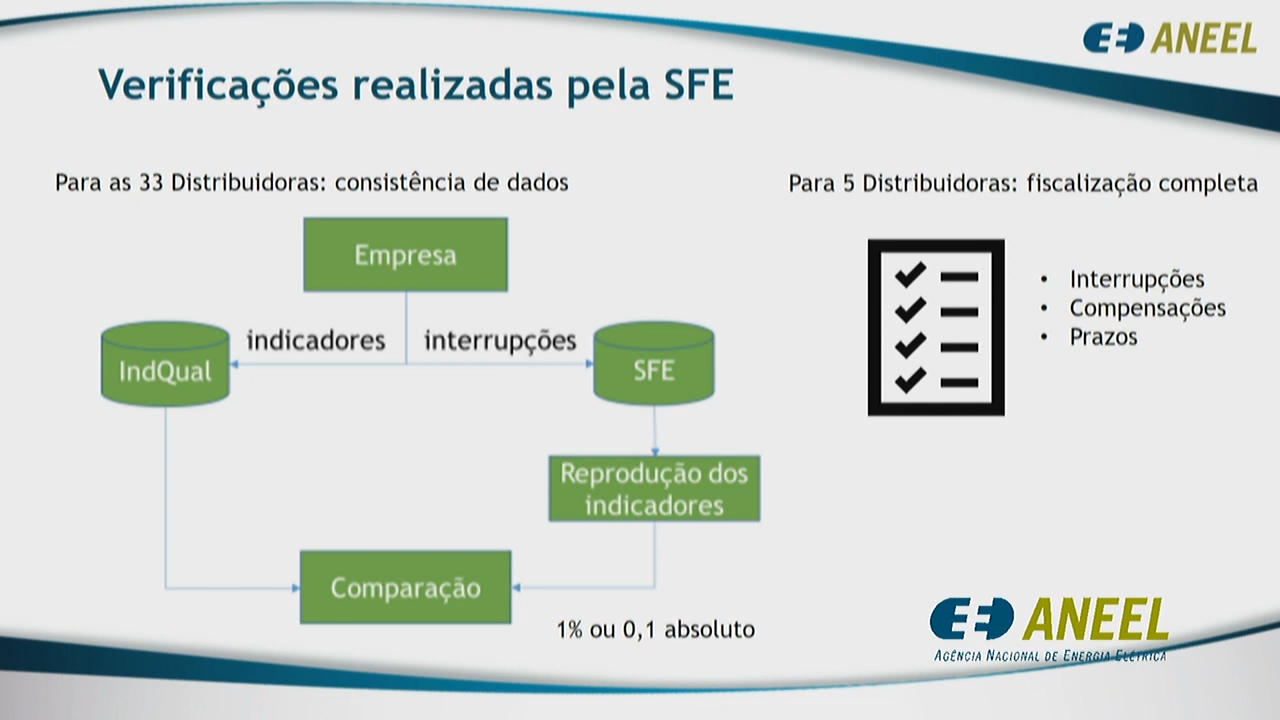 ANEEL
Verificações realizadas pela SFE
Para as 33 Distribuidoras: consistência de dados
Empresa
indicadores
interrupções
IndQual
SFE
Reprodução dos
indicadores
Comparação
1% ou 0,1 absoluto
Para 5 Distribuidoras: fiscalização completa
• Interrupções
• Compensações
• Prazos
ANEEL
AGÊNCIA NACIONAL DE ENERGIA ELÉTRICA